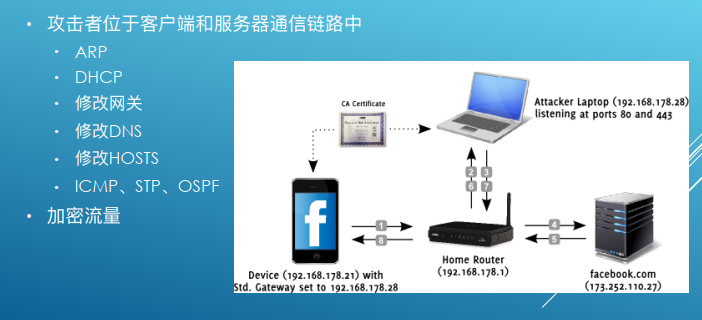 攻击者位于客户端和服务器通信链路中
ARP
DHCP
修改网关
修改DNS
修改HOSTS
ICMP、STP、OSPF
加密流量
CA Certificate
Attacker Laptop (192.168.178.28)
listening at ports 80 and 443
f
2 3
6 7
1
8
4
5
Device (192.168.178.21) with
Std. Gateway set to 192.168.178.28
Home Router
(192.168.178.1)
facebook.com
(173.252.110.27)